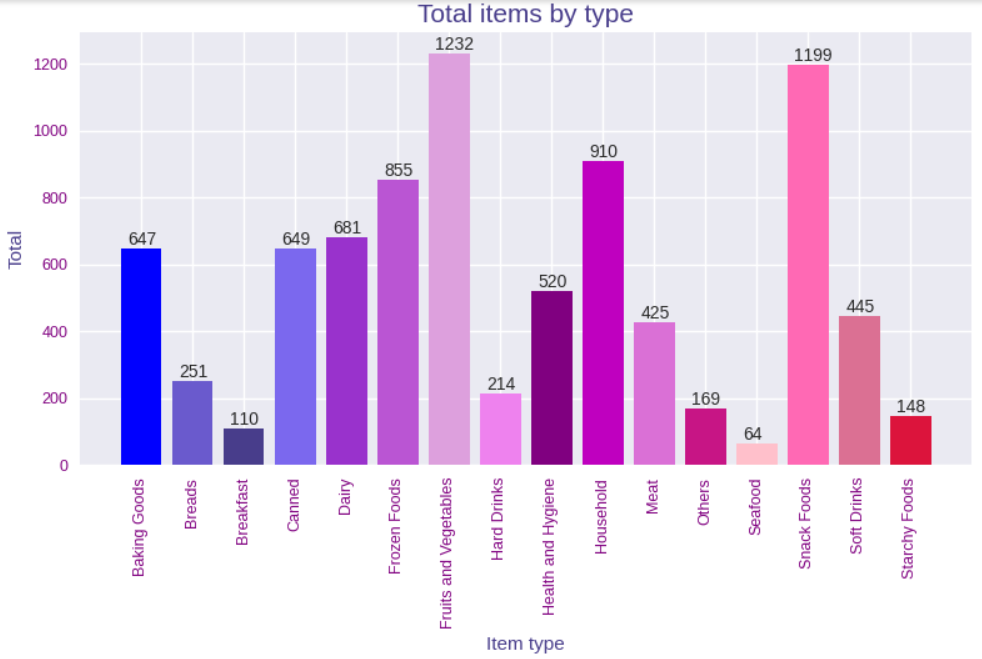 Total items by type
Total
1200
1000
800
600
400
200
0
647
251
110
649
681
855
1232
214
520
910
425
169
64
1199
445
148
Baking Goods
Breads
Breakfast
Canned
Dairy
Frozen Foods
Fruits and Vegetables
Hard Drinks
Health and Hygiene
Household
Meat
Others
Seafood
Snack Foods
Soft Drinks
Starchy Foods
Item type